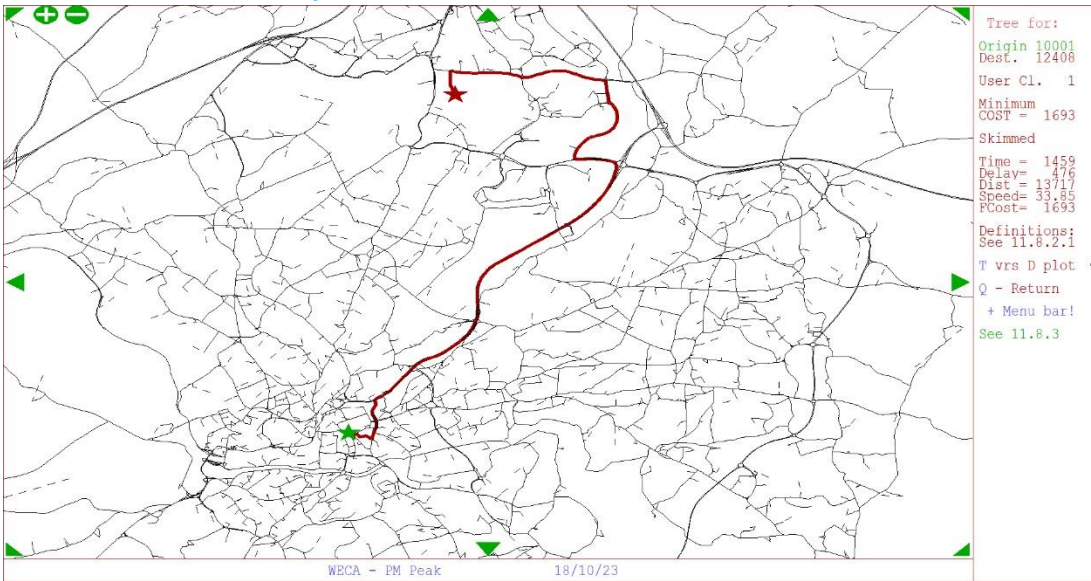 Tree for:
Origin 10001
Dest. 12408
User Cl. 1
Minimum
COST = 1693
Skimmed
Time = 1459
Delay= 476
Dist = 13717
Speed= 33.85
FCost= 1693
Definitions:
See 11.8.2.1
T vrs D plot
Q - Return
+ Menu bar!
See 11.8.3
WECA - PM Peak 18/10/23